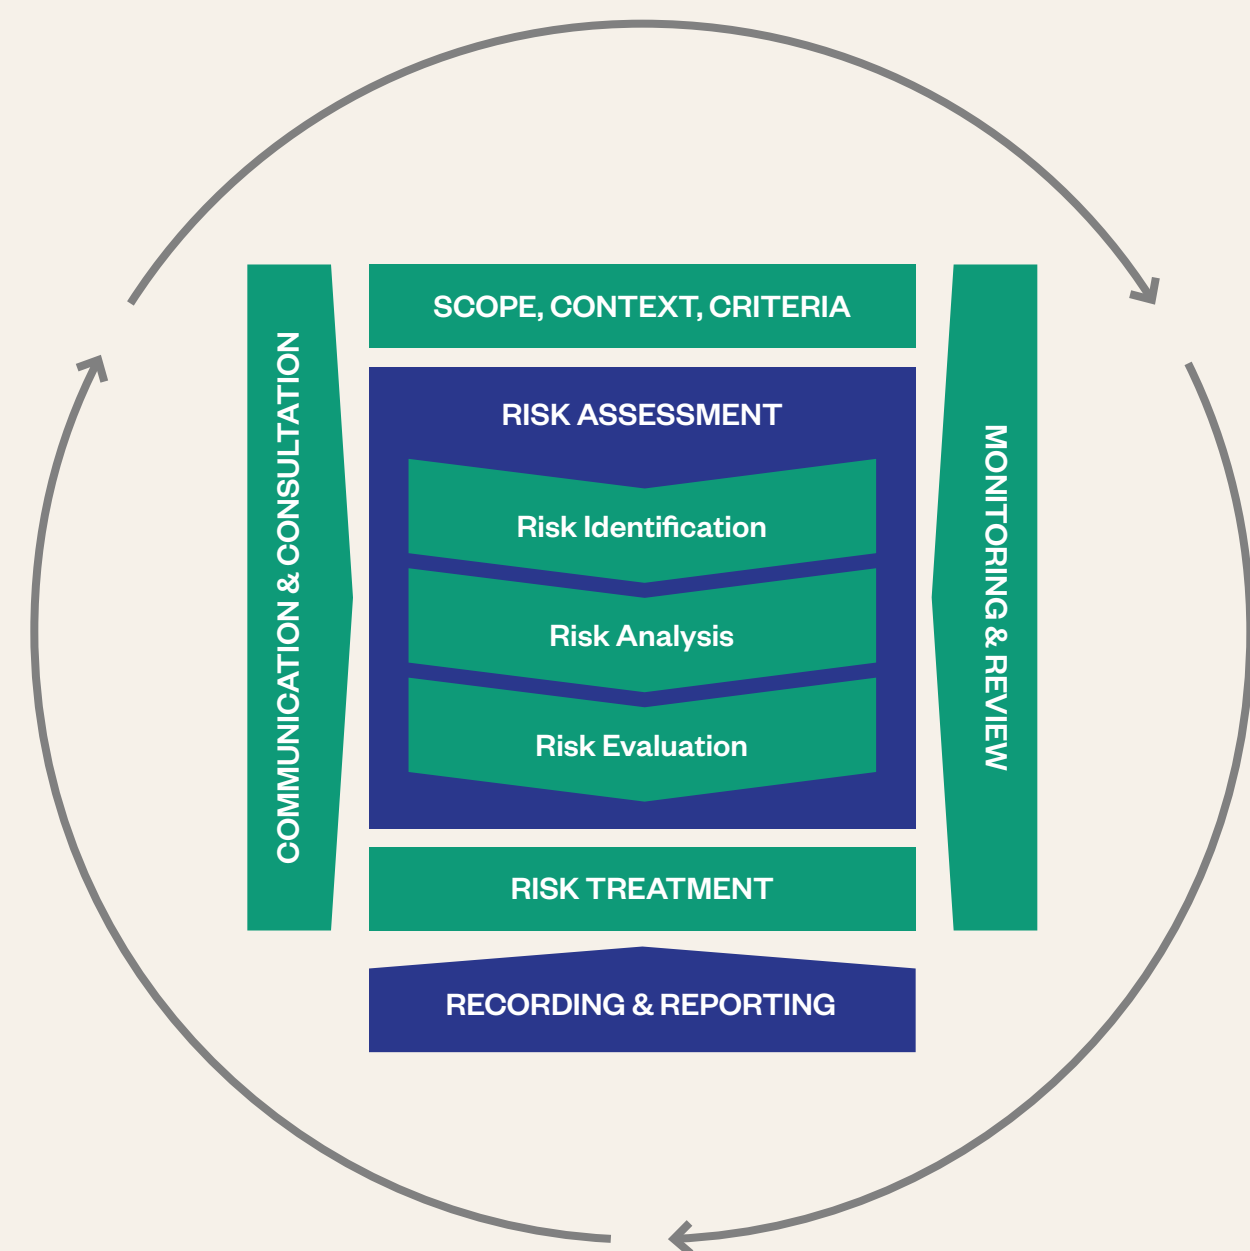 SCOPE, CONTEXT, CRITERIA
COMMUNICATION & CONSULTATION
RISK ASSESSMENT
Risk Identification
Risk Analysis
Risk Evaluation
MONITORING & REVIEW
RISK TREATMENT
RECORDING & REPORTING